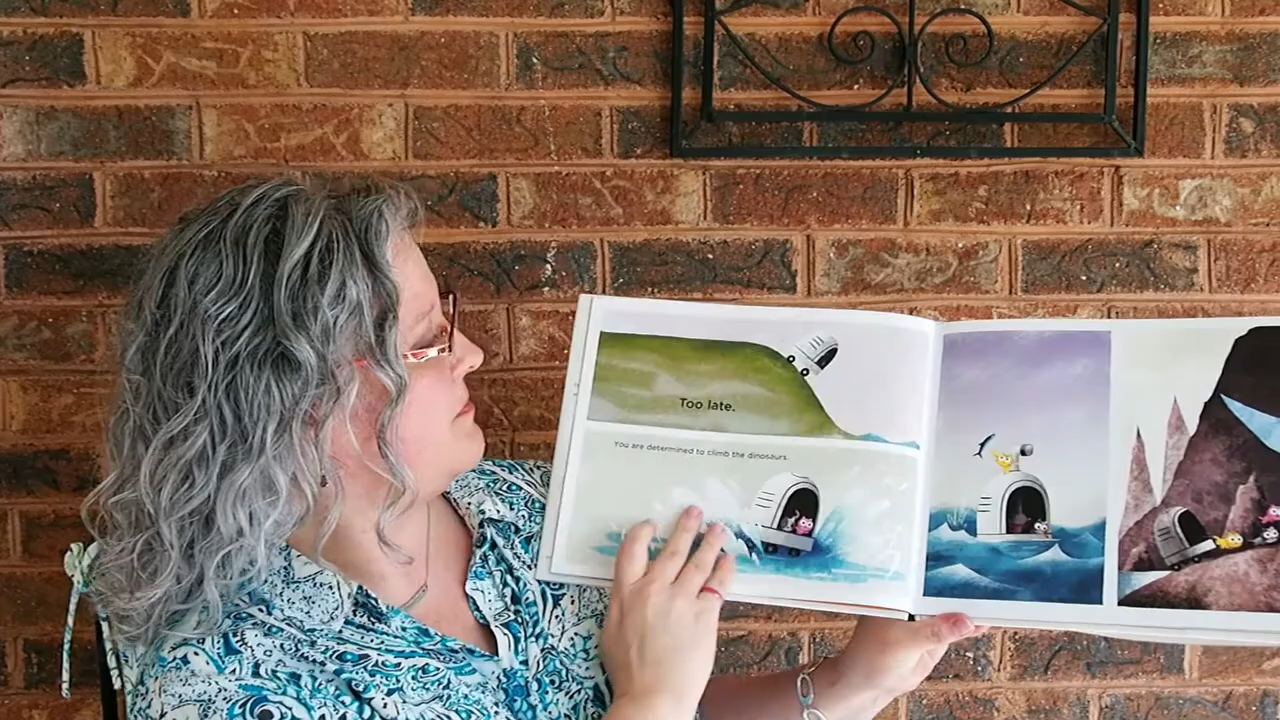 Too late.
You are determined to climb the dinosaurs.